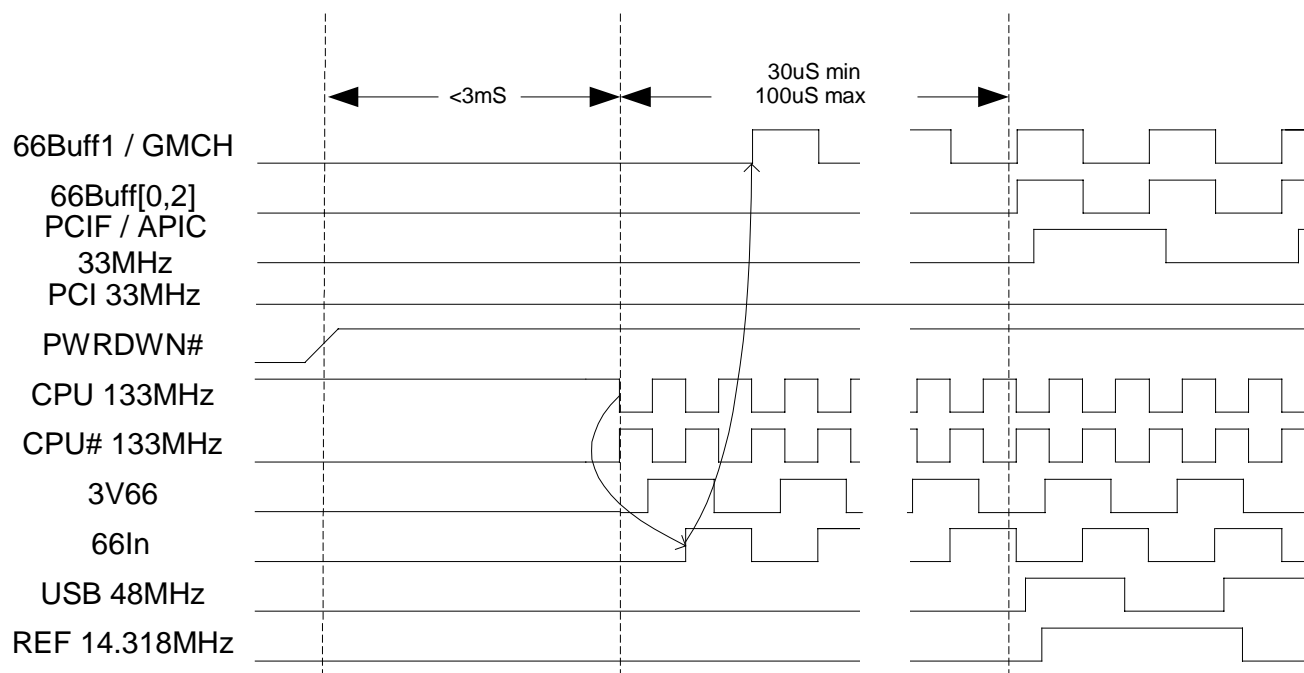 <3mS
30uS min
100uS max
66Buff1 / GMCH
66Buff[0,2]
PCIF / APIC
33MHz
PCI 33MHz
PWRDWN#
CPU 133MHz
CPU# 133MHz
3V66
66In
USB 48MHz
REF 14.318MHz